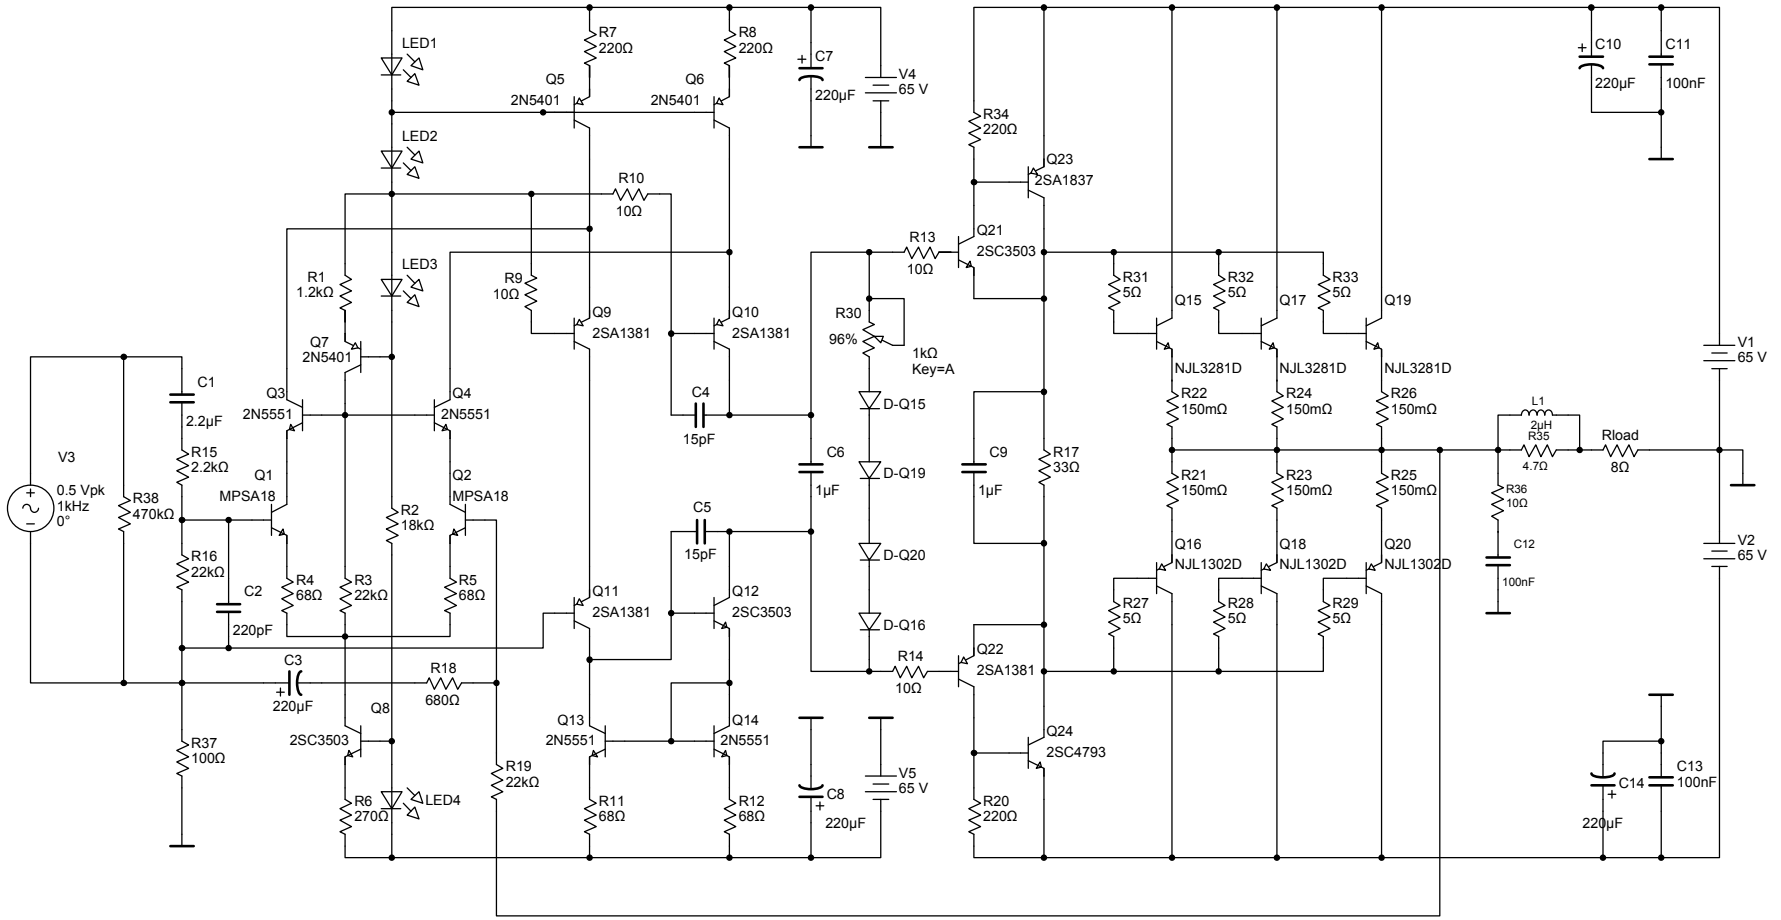 LED1
R7
220Ω
R8
220Ω
C7
220µF
V4
65 V
C10
220µF
C11
100nF
Q5
2N5401
Q6
2N5401
LED2
R34
220Ω
Q23
2SA1837
R10
10Ω
Q21
2SC3503
R13
10Ω
R1
1.2kΩ
LED3
R9
10Ω
R31
5Ω
R32
5Ω
R33
5Ω
Q9
2SA1381
Q10
2SA1381
R30
96%
1kΩ
Key=A
Q15
NJL3281D
Q17
NJL3281D
Q19
NJL3281D
Q7
2N5401
V1
65 V
C1
2.2µF
Q3
2N5551
Q4
2N5551
C4
15pF
D-Q15
R22
150mΩ
R24
150mΩ
R26
150mΩ
L1
2µH
R35
4.7Ω
Rload
8Ω
V3
0.5 Vpk
1kHz
0°
R38
470kΩ
R15
2.2kΩ
Q1
MPSA18
Q2
MPSA18
C6
1µF
D-Q19
C9
1µF
R17
33Ω
R21
150mΩ
R23
150mΩ
R25
150mΩ
R36
10Ω
R2
18kΩ
C5
15pF
D-Q20
Q16
NJL1302D
Q18
NJL1302D
Q20
NJL1302D
C12
100nF
V2
65 V
R16
22kΩ
C2
220pF
R4
68Ω
R3
22kΩ
R5
68Ω
Q11
2SA1381
Q12
2SC3503
D-Q16
R27
5Ω
R28
5Ω
R29
5Ω
C3
220µF
R18
680Ω
R14
10Ω
Q22
2SA1381
Q8
2SC3503
Q13
2N5551
Q14
2N5551
Q24
2SC4793
R37
100Ω
R19
22kΩ
R6
270Ω
LED4
R11
68Ω
R12
68Ω
C8
220µF
V5
65 V
R20
220Ω
C14
220µF
C13
100nF